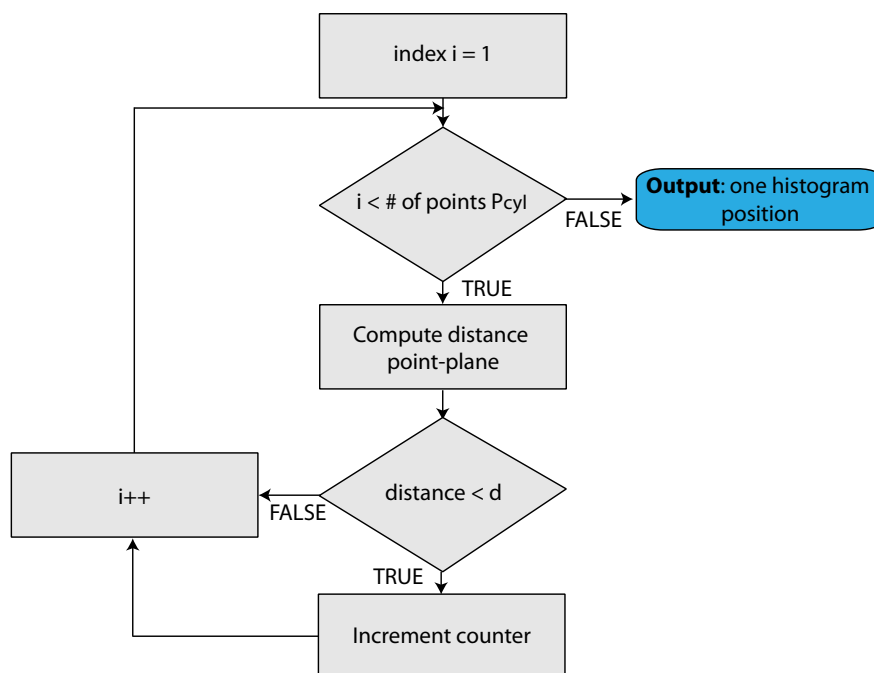 index i = 1
i < # of points Pcyl
FALSE
Output: one histogram
position
TRUE
Compute distance
point-plane
distance < d
FALSE
i++
TRUE
Increment counter